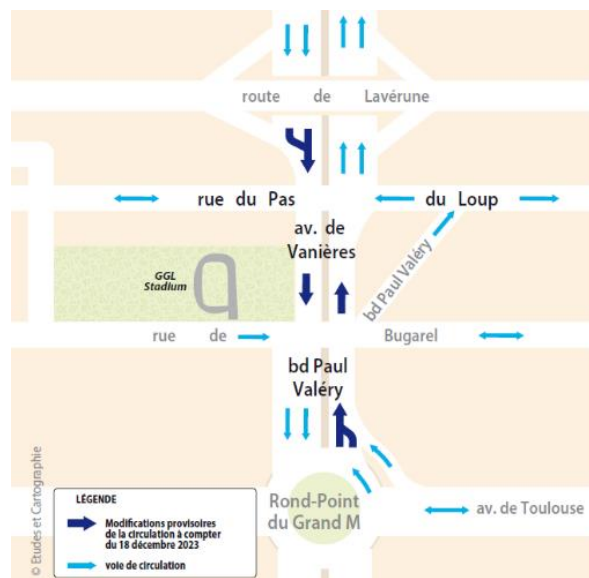 route de Lavérune
rue du Pas du Loup
av. de
Vanières
GGL
Stadium
bd Paul Valéry
rue de Bugarel
bd Paul
Valéry
Rond-Point
du Grand M
av. de Toulouse
© Etudes et Cartographie
LÉGENDE
Modifications provisoires
de la circulation à compter
du 18 décembre 2023
voie de circulation